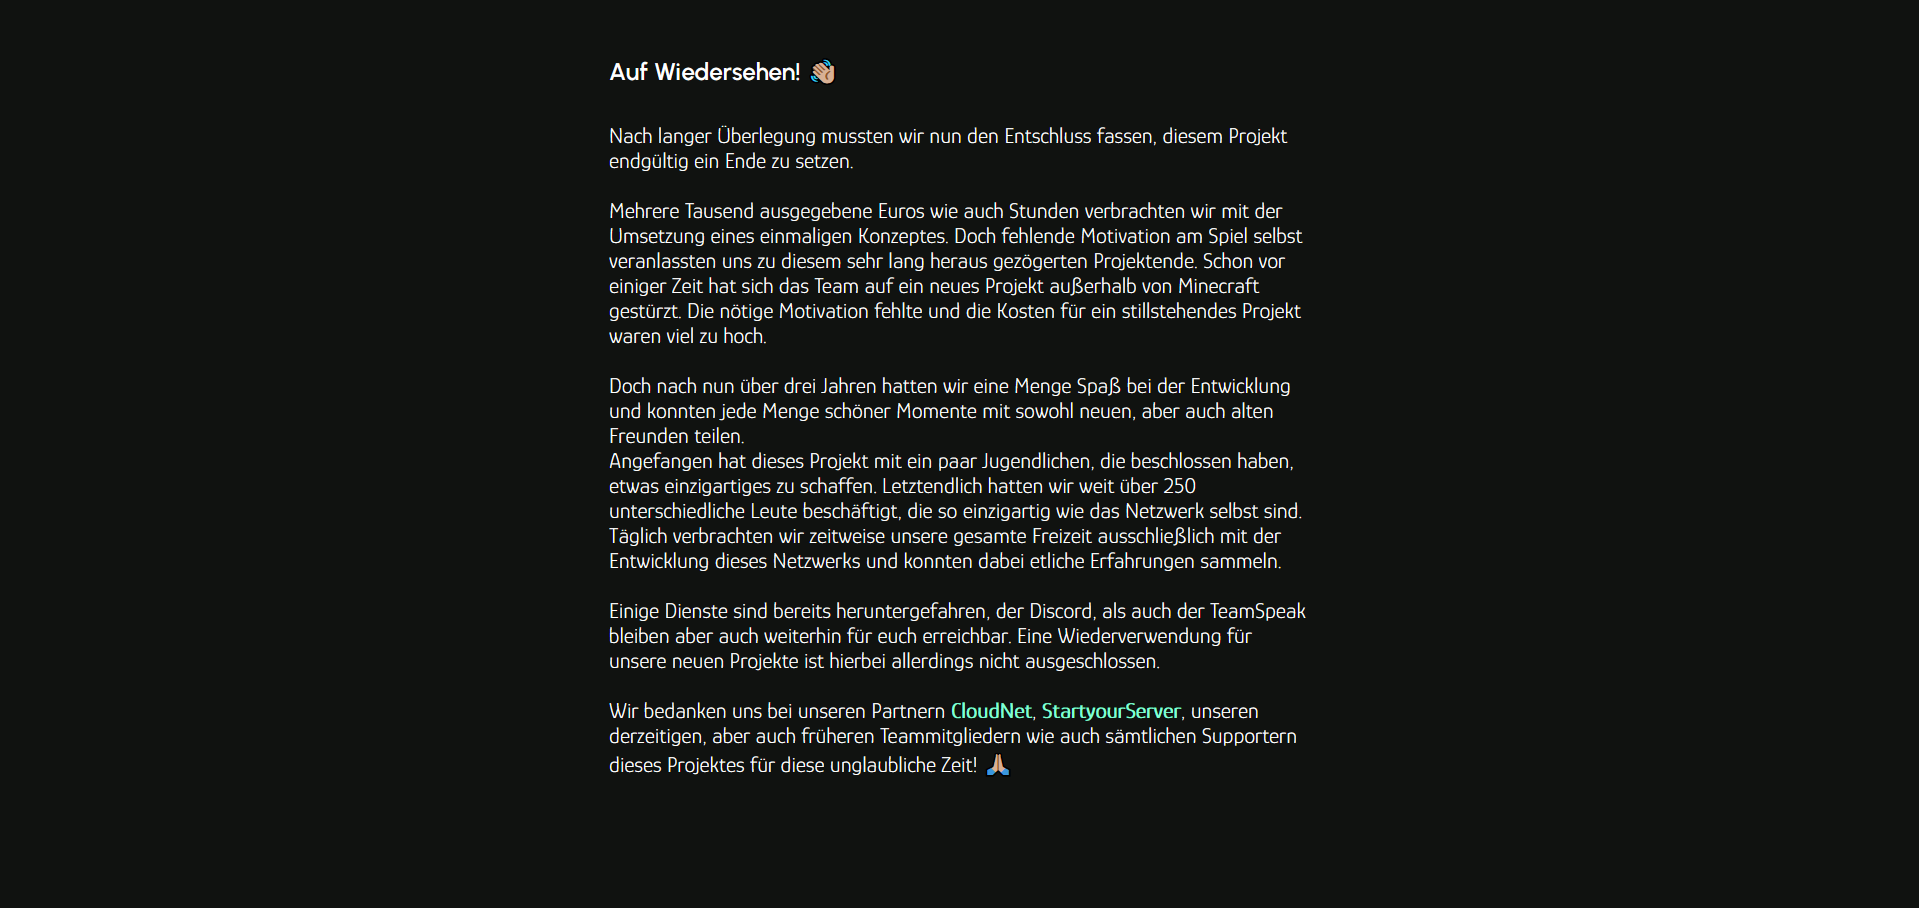 Auf Wiedersehen! 👋🏼
Nach langer Überlegung mussten wir nun den Entschluss fassen, diesem Projekt
endgültig ein Ende zu setzen.
Mehrere Tausend ausgegebene Euros wie auch Stunden verbrachten wir mit der
Umsetzung eines einmaligen Konzeptes. Doch fehlende Motivation am Spiel selbst
veranlassten uns zu diesem sehr lang heraus gezögerten Projektende. Schon vor
einiger Zeit hat sich das Team auf ein neues Projekt außerhalb von Minecraft
gestürzt. Die nötige Motivation fehlte und die Kosten für ein stillstehendes Projekt
waren viel zu hoch.
Doch nach nun über drei Jahren hatten wir eine Menge Spaß bei der Entwicklung
und konnten jede Menge schöner Momente mit sowohl neuen, aber auch alten
Freunden teilen.
Angefangen hat dieses Projekt mit ein paar Jugendlichen, die beschlossen haben,
etwas einzigartiges zu schaffen. Letztendlich hatten wir weit über 250
unterschiedliche Leute beschäftigt, die so einzigartig wie das Netzwerk selbst sind.
Täglich verbrachten wir zeitweise unsere gesamte Freizeit ausschließlich mit der
Entwicklung dieses Netzwerks und konnten dabei etliche Erfahrungen sammeln.
Einige Dienste sind bereits heruntergefahren, der Discord, als auch der TeamSpeak
bleiben aber auch weiterhin für euch erreichbar. Eine Wiederverwendung für
unsere neuen Projekte ist hierbei allerdings nicht ausgeschlossen.
Wir bedanken uns bei unseren Partnern CloudNet, StartyourServer, unseren
derzeitigen, aber auch früheren Teammitgliedern wie auch sämtlichen Supportern
dieses Projektes für diese unglaubliche Zeit! 🙏🏼